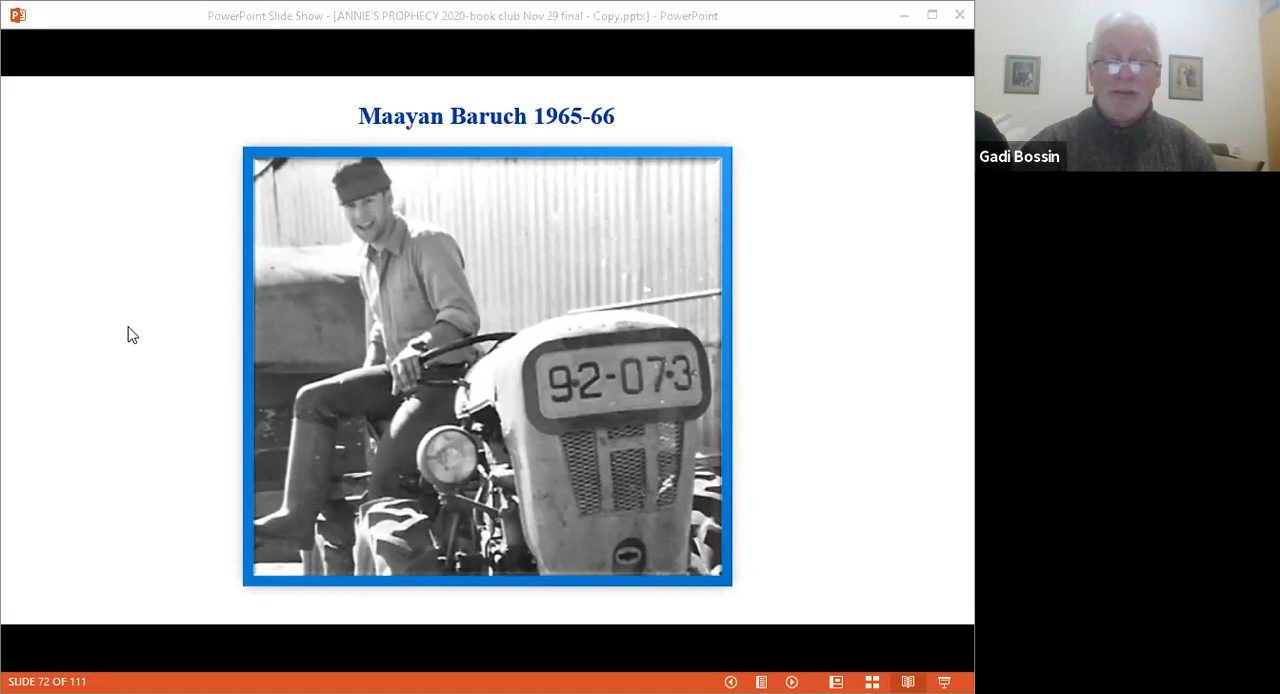 PowerPoint Slide Show - [ANNIE'S PROPHECY 2020-book club Nov 29 final - Copy.pptx] - PowerPoint
Maayan Baruch 1965-66
92-073
Gadi Bossin
SLIDE 72 OF 111